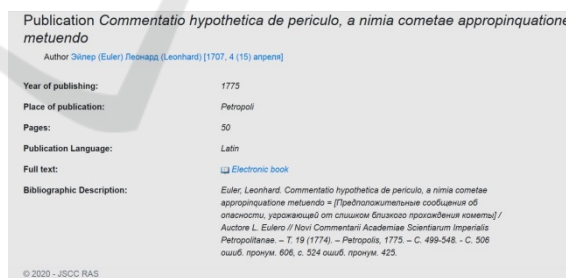 Publication Commentatio hypothetica de periculo, a nimia cometae appropinquatione
metuendo
Author Эйлер (Euler) Леонард (Leonhard) [1707, 4 (15) апреля]
Year of publishing: 1775
Place of publication: Petropoli
Pages: 50
Publication Language: Latin
Full text: Electronic book
Bibliographic Description: Euler, Leonhard. Commentatio hypothetica de periculo, a nimia cometae
appropinquatione metuendo = [Предположительные сообщения об
опасности, угрожающей от слишком близкого прохождения кометы] /
Auctore L. Eulero // Novi Commentarii Academiae Scientiarum Imperialis
Petropolitanae. – Т. 19 (1774). – Petropolis, 1775. – С. 499-548. - С. 506
ошиб. пронум. 606, с. 524 ошиб. пронум. 425.
© 2020 - JSCC RAS